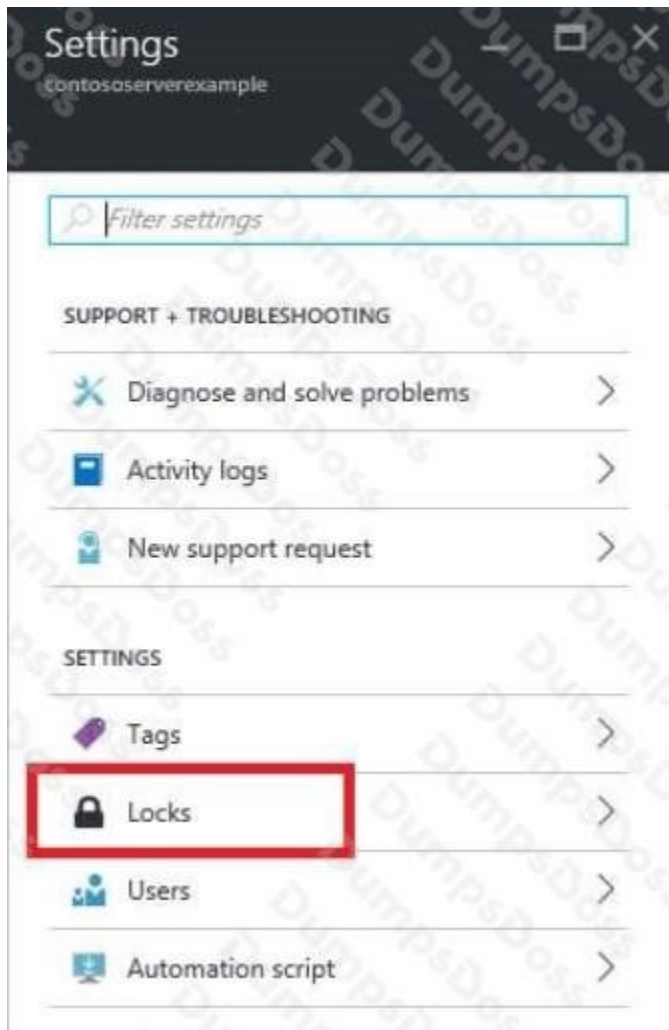 Settings
contososerverexample
Filter settings
SUPPORT + TROUBLESHOOTING
Diagnose and solve problems
Activity logs
New support request
SETTINGS
Tags
Locks
Users
Automation script
DumpsDoss